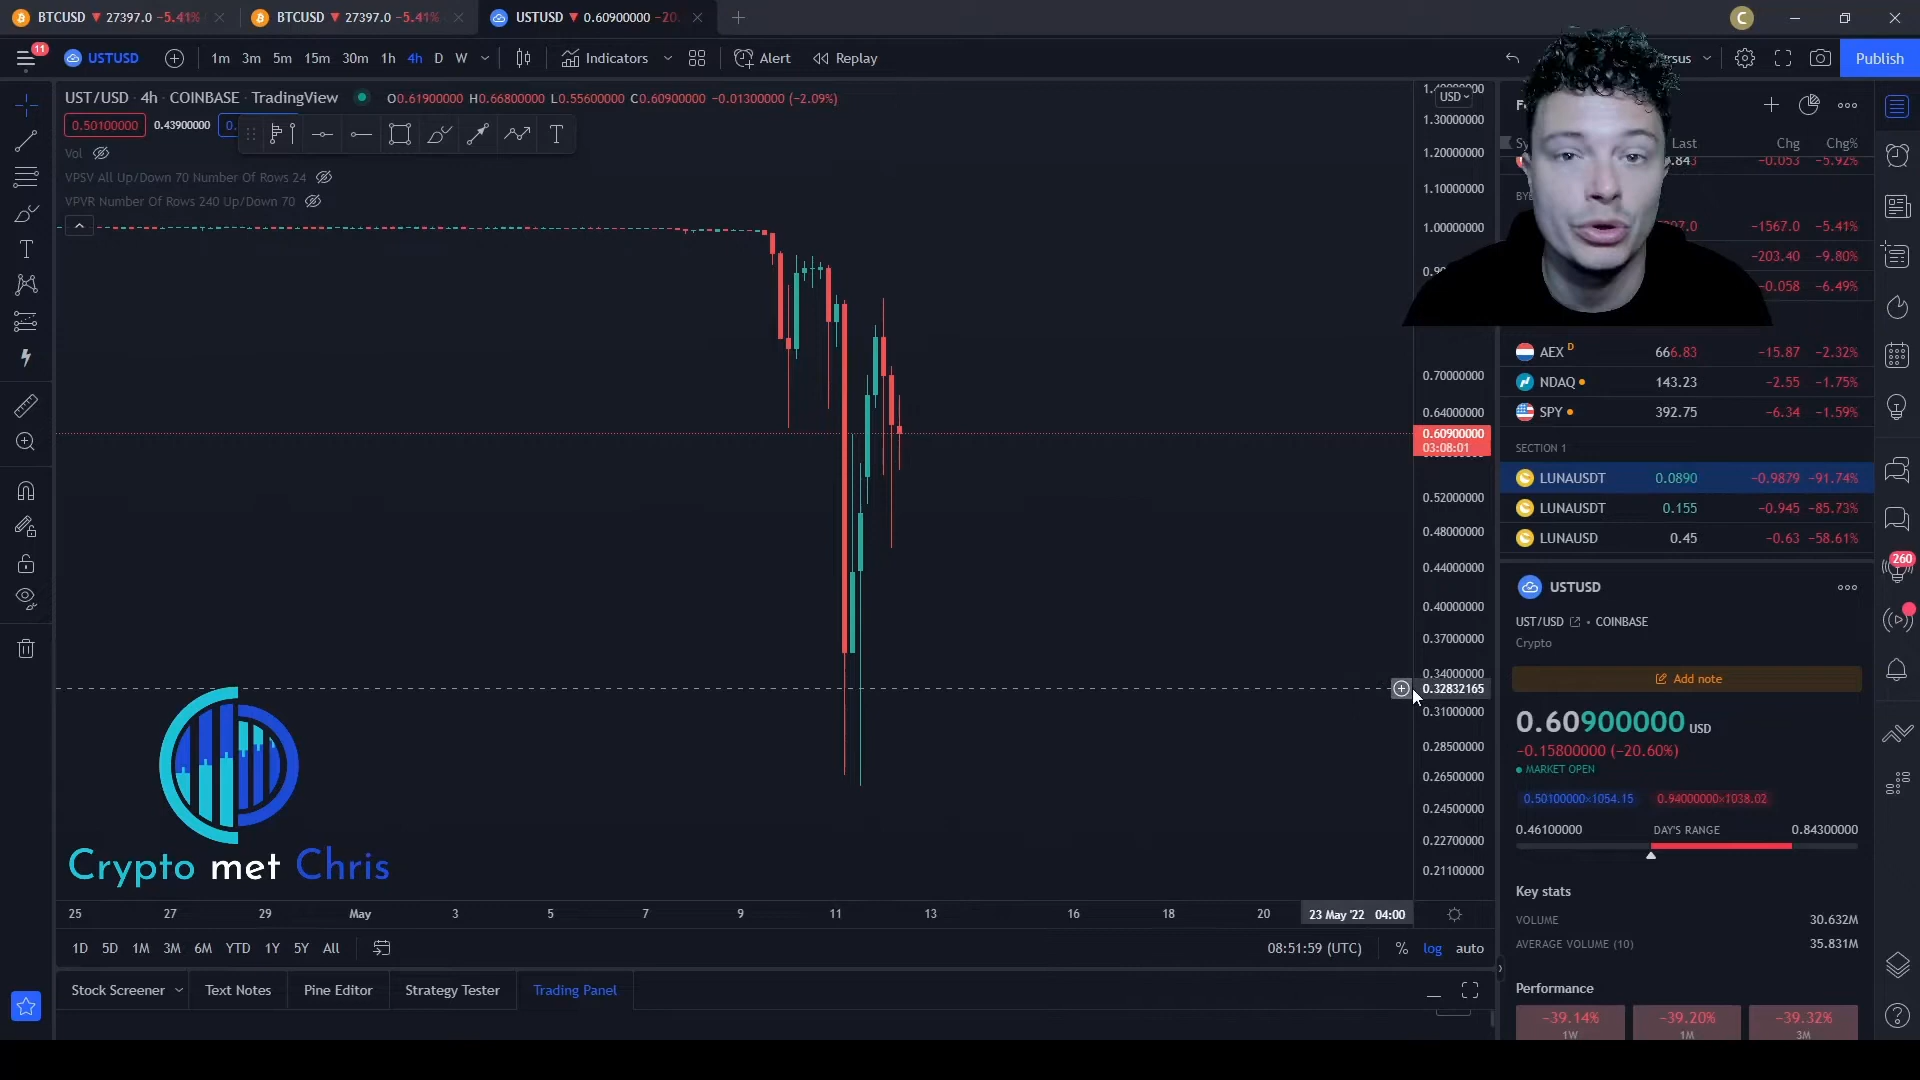 BTCUSD ▼ 27397.0 −5.41%
BTCUSD ▼ 27397.0 −5.41%
USTUSD ▼ 0.60900000 −20.
C
11
USTUSD
1m 3m 5m 15m 30m 1h 4h D W
Indicators
Alert
Replay
Publish
UST/USD · 4h · COINBASE · TradingView
O0.61900000 H0.66800000 L0.55600000 C0.60900000 −0.01300000 (−2.09%)
0.50100000
0.43900000
0.
Vol
VPSV All Up/Down 70 Number Of Rows 24
VPVR Number Of Rows 240 Up/Down 70
USD
1.30000000
1.20000000
1.10000000
1.00000000
0.70000000
0.64000000
0.60900000
03:08:01
0.52000000
0.48000000
0.44000000
0.40000000
0.37000000
0.34000000
0.32832165
0.31000000
0.28500000
0.26500000
0.24500000
0.22700000
0.21100000
Last Chg Chg%
−0.053 −5.92%
−1567.0 −5.41%
−203.40 −9.80%
−0.058 −6.49%
AEX D 666.83 −15.87 −2.32%
NDAQ 143.23 −2.55 −1.75%
SPY 392.75 −6.34 −1.59%
SECTION 1
LUNAUSDT 0.0890 −0.9879 −91.74%
LUNAUSDT 0.155 −0.945 −85.73%
LUNAUSD 0.45 −0.63 −58.61%
260
USTUSD
UST/USD • COINBASE
Crypto
Add note
0.60900000 USD
−0.15800000 (−20.60%)
MARKET OPEN
0.50100000×1054.15 0.94000000×1038.02
0.46100000 DAY'S RANGE 0.84300000
Key stats
VOLUME 30.632M
AVERAGE VOLUME (10) 35.831M
Performance
−39.14% −39.20% −39.32%
1W 1M 3M
Crypto met Chris
25 27 29 May 3 5 7 9 11 13 16 18 20 23 May '22 04:00
1D 5D 1M 3M 6M YTD 1Y 5Y All
08:51:59 (UTC) % log auto
Stock Screener Text Notes Pine Editor Strategy Tester Trading Panel